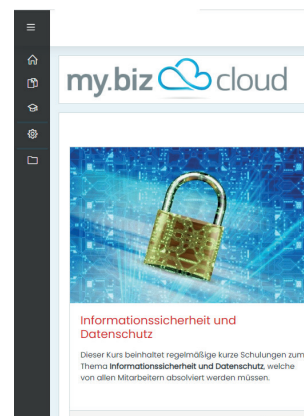 my.biz cloud
Informationssicherheit und
Datenschutz
Dieser Kurs beinhaltet regelmäßige kurze Schulungen zum
Thema Informationssicherheit und Datenschutz, welche
von allen Mitarbeitern absolviert werden müssen.